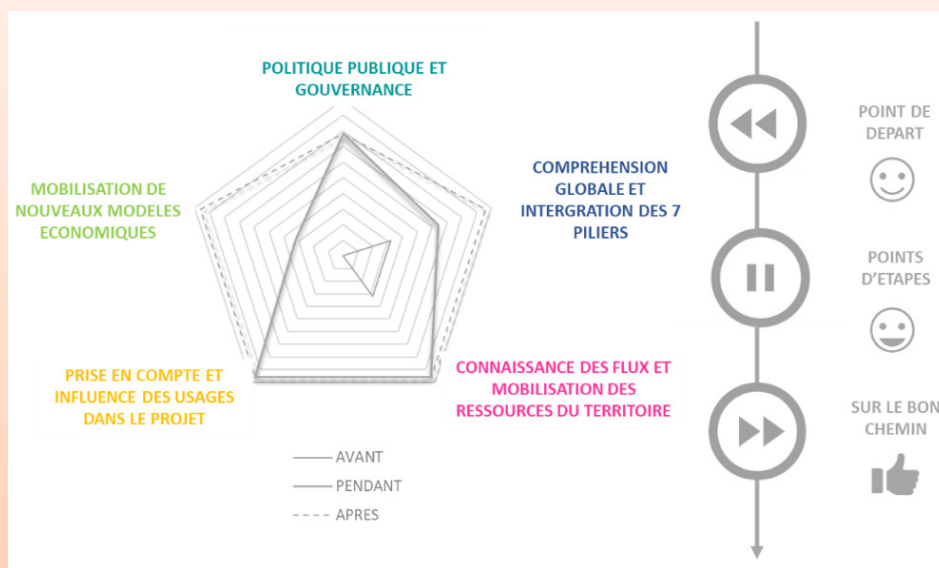 POLITIQUE PUBLIQUE ET
GOUVERNANCE
MOBILISATION DE
NOUVEAUX MODELES
ECONOMIQUES
COMPREHENSION
GLOBALE ET
INTERGRATION DES 7
PILIERS
PRISE EN COMPTE ET
INFLUENCE DES USAGES
DANS LE PROJET
CONNAISSANCE DES FLUX ET
MOBILISATION DES
RESSOURCES DU TERRITOIRE
AVANT
PENDANT
APRES
POINT DE
DEPART
POINTS
D'ETAPES
SUR LE BON
CHEMIN